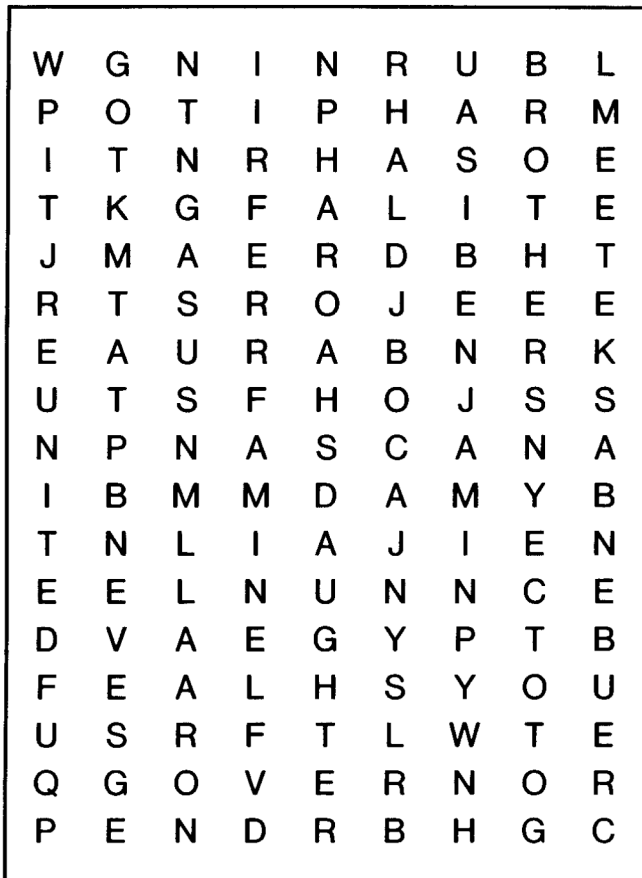 W G N I N R U B L
P O T I P H A R M
I T N R H A S O E
T K G F A L I T E
J M A E R D B H T
R T S R O J E E E
E A U R A B N R K
U T S F H O J S S
N P N A S C A N A
I B M M D A M Y B
T N L I A J I E N
E E L N U N N C E
D V A E G Y P T B
F E A L H S Y O U
U S R F T L W T E
Q G O V E R N O R
P E N D R B H G C